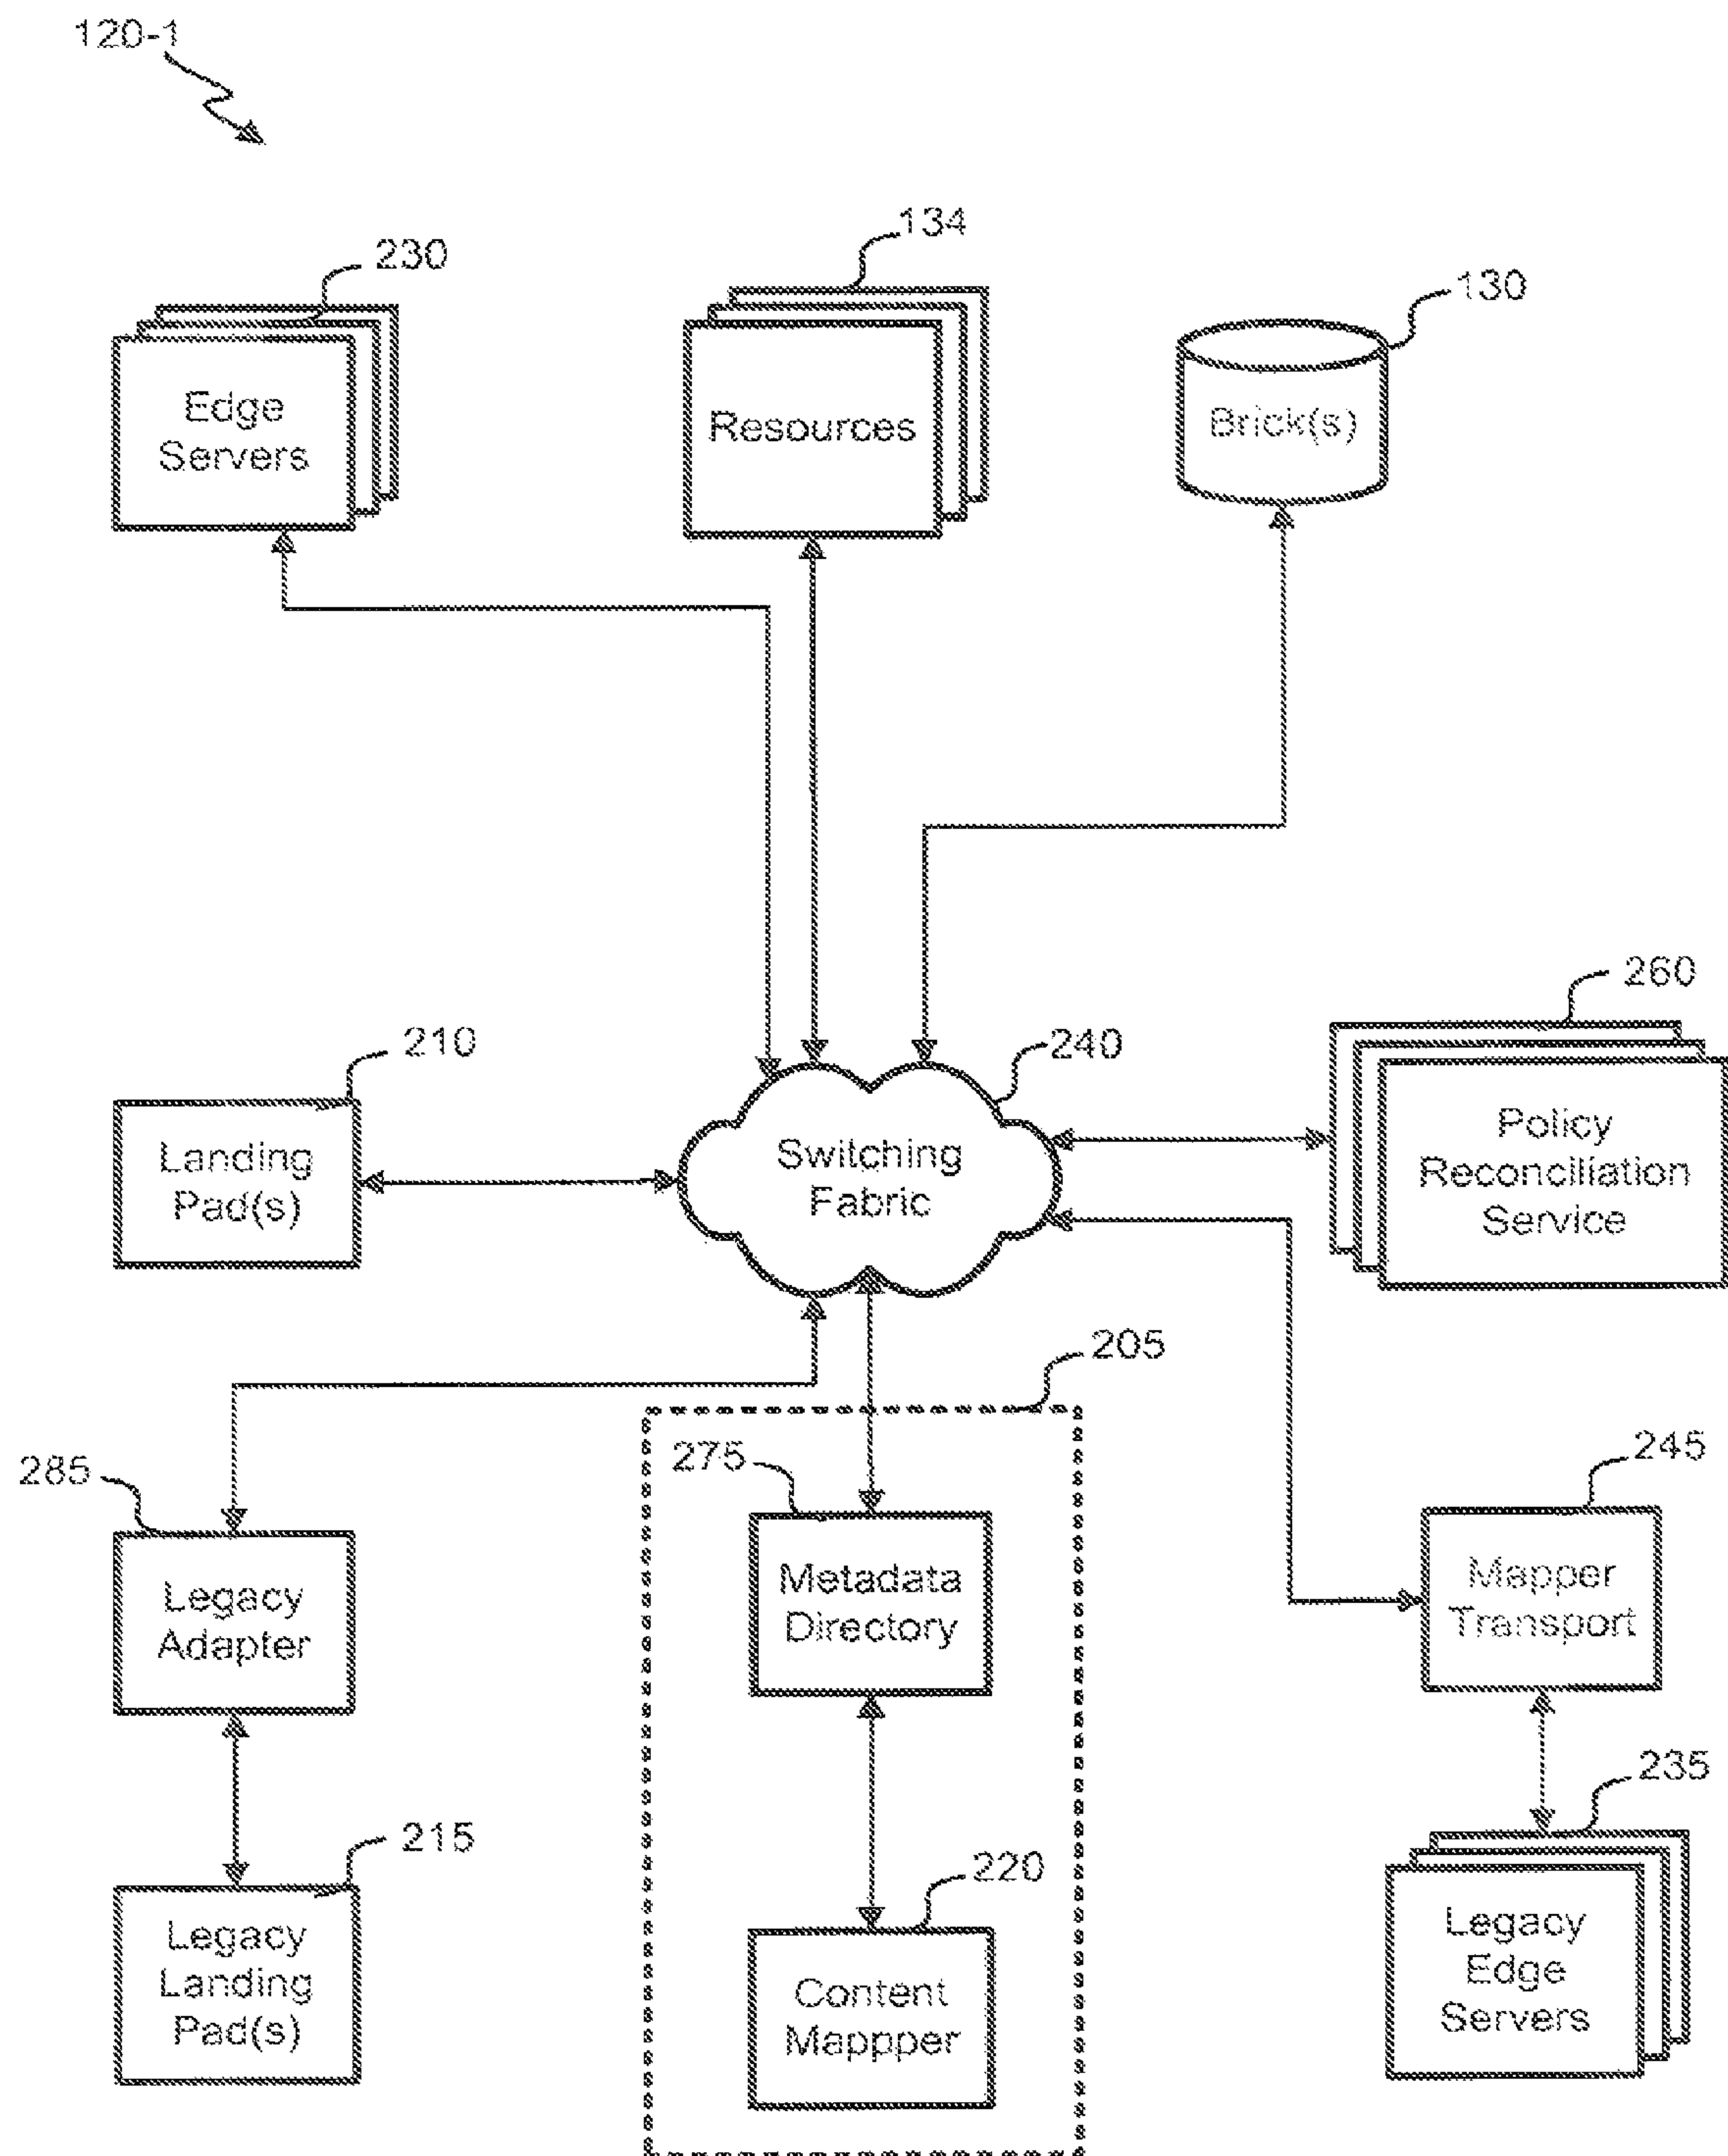 120-1
134
230
130
Edge
Servers
Resources
Brick(s)
260
210
240
Landing
Pad(s)
Switching
Fabric
Policy
Reconciliation
Service
205
285
275
245
Legacy
Adapter
Metadata
Directory
Mapper
Transport
235
215
220
Legacy
Landing
Pad(s)
Content
Mappper
Legacy
Edge
Servers